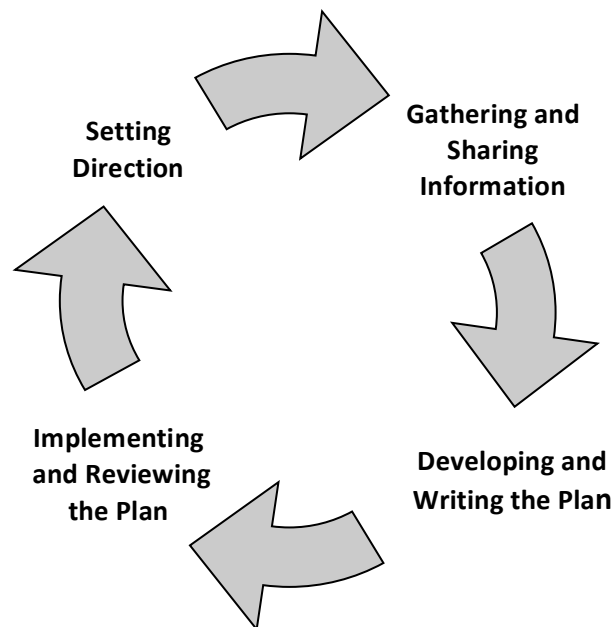 Setting
Direction
Gathering and
Sharing
Information
Developing and
Writing the Plan
Implementing
and Reviewing
the Plan